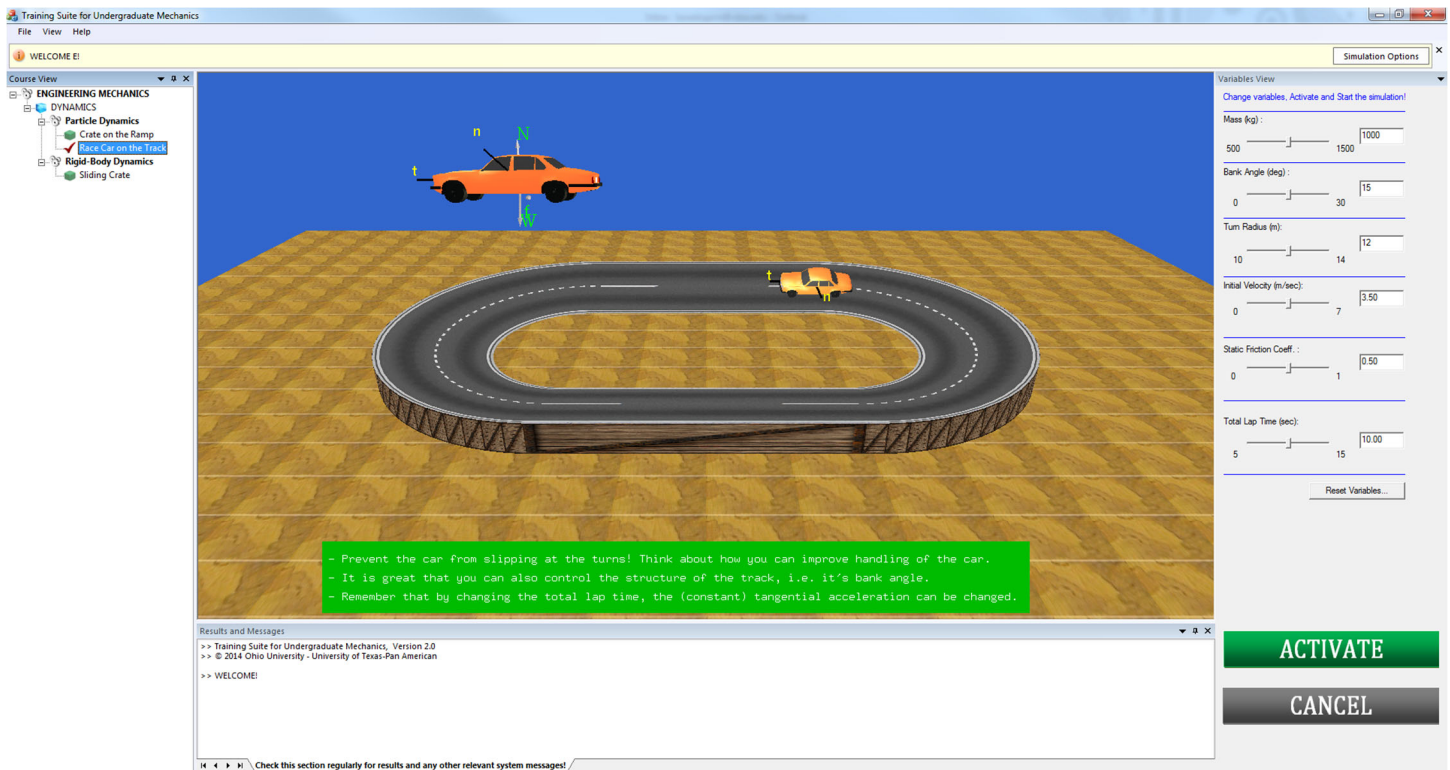 Training Suite for Undergraduate Mechanics
File View Help
WELCOME E!
Simulation Options
Course View
ENGINEERING MECHANICS
DYNAMICS
Particle Dynamics
Crate on the Ramp
Race Car on the Track
Rigid-Body Dynamics
Sliding Crate
n
N
t
f
W
t
n
- Prevent the car from slipping at the turns! Think about how you can improve handling of the car.
- It is great that you can also control the structure of the track, i.e. it's bank angle.
- Remember that by changing the total lap time, the (constant) tangential acceleration can be changed.
Results and Messages
>> Training Suite for Undergraduate Mechanics, Version 2.0
>> © 2014 Ohio University - University of Texas-Pan American
>> WELCOME!
Check this section regularly for results and any other relevant system messages!
Variables View
Change variables, Activate and Start the simulation!
Mass (kg) :
1000
500 1500
Bank Angle (deg) :
15
0 30
Turn Radius (m):
12
10 14
Initial Velocity (m/sec):
3.50
0 7
Static Friction Coeff. :
0.50
0 1
Total Lap Time (sec):
10.00
5 15
Reset Variables...
ACTIVATE
CANCEL